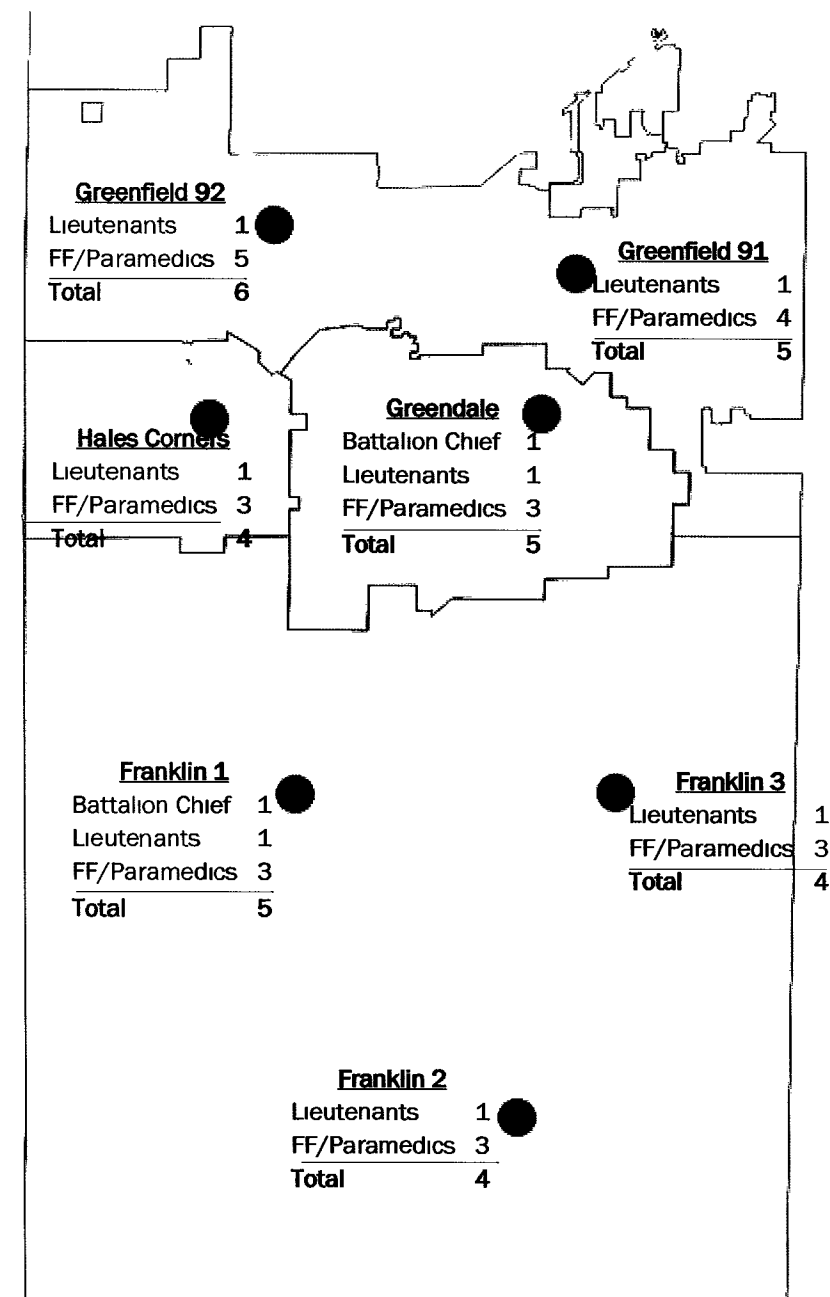 Greenfield 92
Lieutenants 1
FF/Paramedics 5
Total 6
Greenfield 91
Lieutenants 1
FF/Paramedics 4
Total 5
Hales Corners
Lieutenants 1
FF/Paramedics 3
Total 4
Greendale
Battalion Chief 1
Lieutenants 1
FF/Paramedics 3
Total 5
Franklin 1
Battalion Chief 1
Lieutenants 1
FF/Paramedics 3
Total 5
Franklin 3
Lieutenants 1
FF/Paramedics 3
Total 4
Franklin 2
Lieutenants 1
FF/Paramedics 3
Total 4